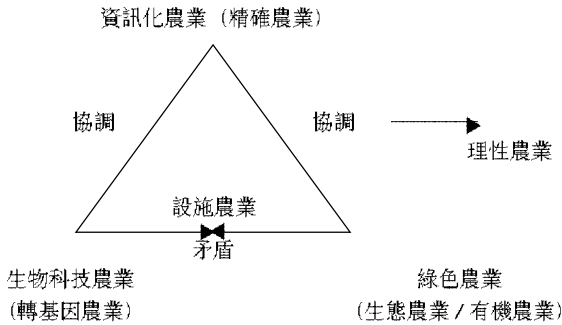 資訊化農業（精確農業）
協調
協調
理性農業
設施農業
矛盾
生物科技農業
(轉基因農業)
綠色農業
(生態農業 / 有機農業)